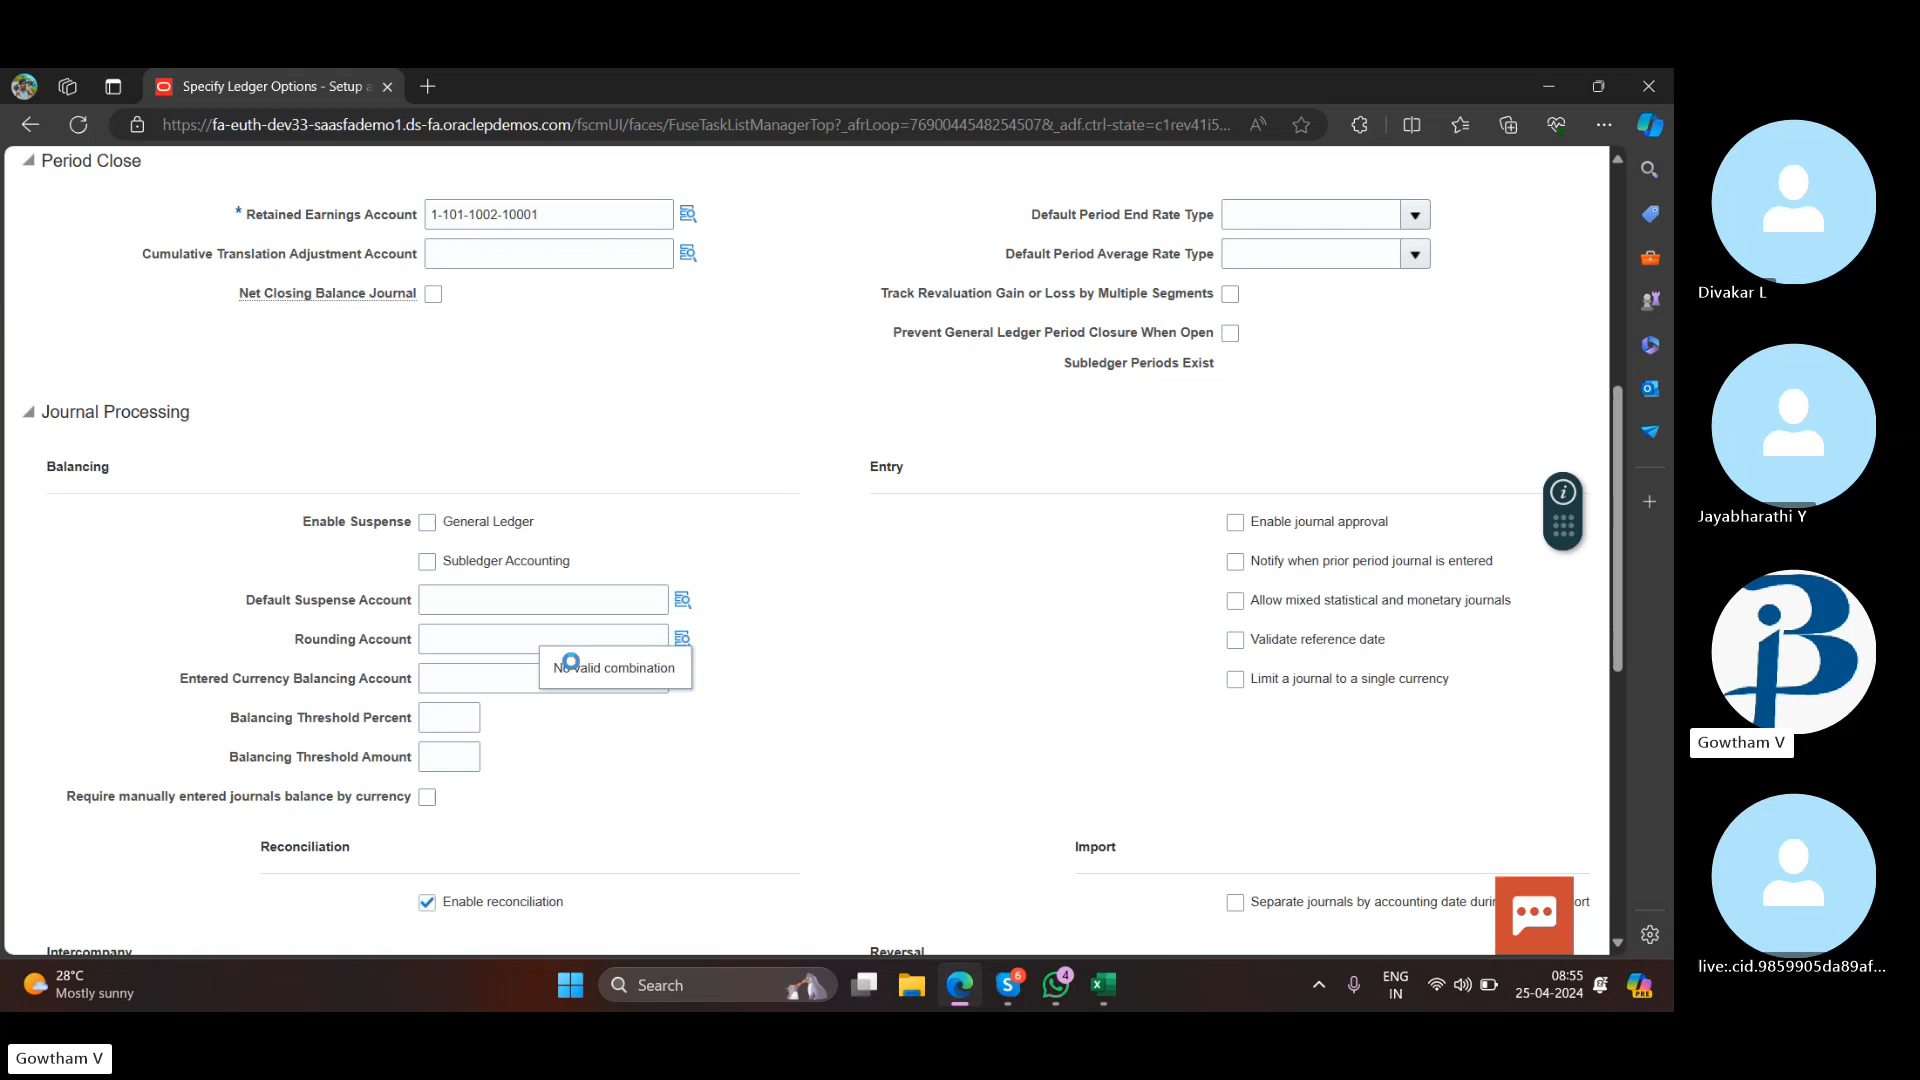 Specify Ledger Options - Setup a
https://fa-euth-dev33-saasfademo1.ds-fa.oraclepdemos.com/fscmUI/faces/FuseTaskListManagerTop?_afrLoop=7690044548254507&_adf.ctrl-state=c1rev41i5...
Period Close
* Retained Earnings Account 1-101-1002-10001
Default Period End Rate Type
Cumulative Translation Adjustment Account
Default Period Average Rate Type
Net Closing Balance Journal
Track Revaluation Gain or Loss by Multiple Segments
Prevent General Ledger Period Closure When Open
Subledger Periods Exist
Journal Processing
Balancing
Entry
Enable Suspense General Ledger
Enable journal approval
Subledger Accounting
Notify when prior period journal is entered
Default Suspense Account
Allow mixed statistical and monetary journals
Rounding Account
Validate reference date
No valid combination
Entered Currency Balancing Account
Limit a journal to a single currency
Balancing Threshold Percent
Balancing Threshold Amount
Require manually entered journals balance by currency
Reconciliation
Import
Enable reconciliation
Separate journals by accounting date duri
ort
Intercompany
Reversal
28°C
Mostly sunny
Search
6
4
ENG
IN
08:55
25-04-2024
PRE
Divakar L
Jayabharathi Y
Gowtham V
live:.cid.9859905da89af...
Gowtham V